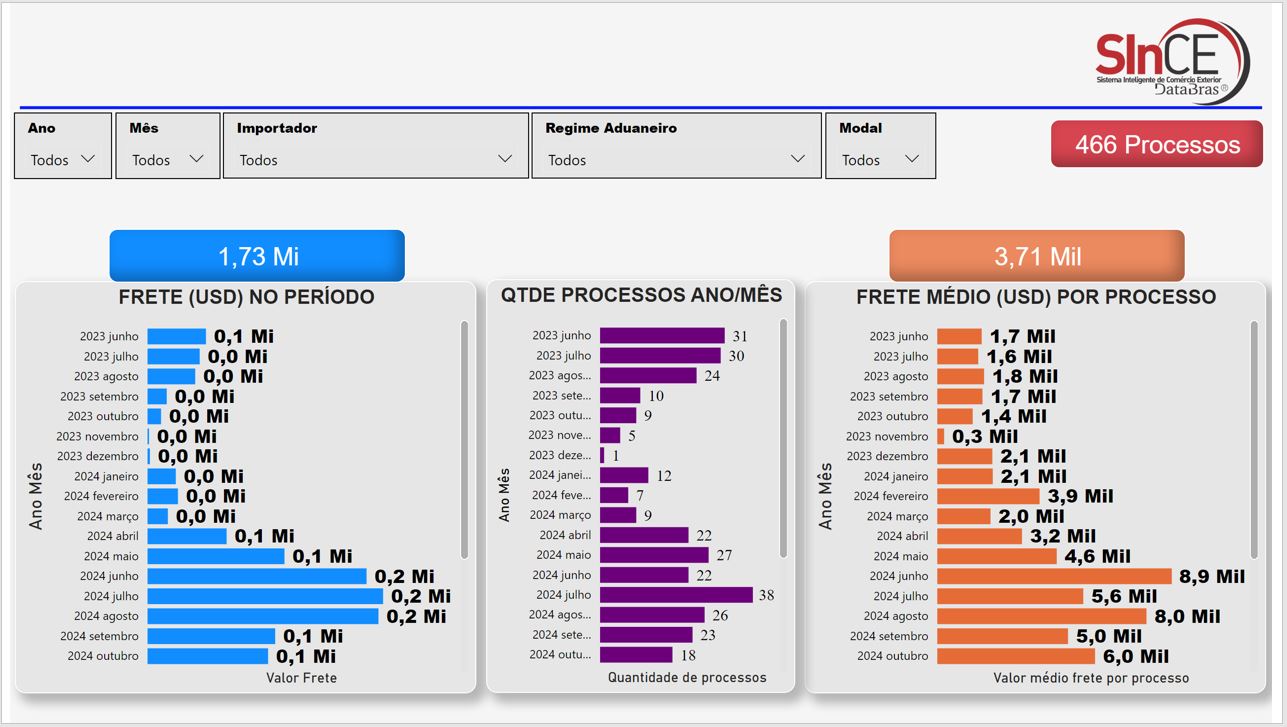 SInCE
Sistema Inteligente de Comércio Exterior
DataBras®
Ano
Todos
Mês
Todos
Importador
Todos
Regime Aduaneiro
Todos
Modal
Todos
466 Processos
1,73 Mi
FRETE (USD) NO PERÍODO
Ano Mês
2023 junho 0,1 Mi
2023 julho 0,0 Mi
2023 agosto 0,0 Mi
2023 setembro 0,0 Mi
2023 outubro 0,0 Mi
2023 novembro 0,0 Mi
2023 dezembro 0,0 Mi
2024 janeiro 0,0 Mi
2024 fevereiro 0,0 Mi
2024 março 0,0 Mi
2024 abril 0,1 Mi
2024 maio 0,1 Mi
2024 junho 0,2 Mi
2024 julho 0,2 Mi
2024 agosto 0,2 Mi
2024 setembro 0,1 Mi
2024 outubro 0,1 Mi
Valor Frete
QTDE PROCESSOS ANO/MÊS
Ano Mês
2023 junho 31
2023 julho 30
2023 agos... 24
2023 sete... 10
2023 outu... 9
2023 nove... 5
2023 deze... 1
2024 janei... 12
2024 feve... 7
2024 março 9
2024 abril 22
2024 maio 27
2024 junho 22
2024 julho 38
2024 agos... 26
2024 sete... 23
2024 outu... 18
Quantidade de processos
3,71 Mil
FRETE MÉDIO (USD) POR PROCESSO
Ano Mês
2023 junho 1,7 Mil
2023 julho 1,6 Mil
2023 agosto 1,8 Mil
2023 setembro 1,7 Mil
2023 outubro 1,4 Mil
2023 novembro 0,3 Mil
2023 dezembro 2,1 Mil
2024 janeiro 2,1 Mil
2024 fevereiro 3,9 Mil
2024 março 2,0 Mil
2024 abril 3,2 Mil
2024 maio 4,6 Mil
2024 junho 8,9 Mil
2024 julho 5,6 Mil
2024 agosto 8,0 Mil
2024 setembro 5,0 Mil
2024 outubro 6,0 Mil
Valor médio frete por processo